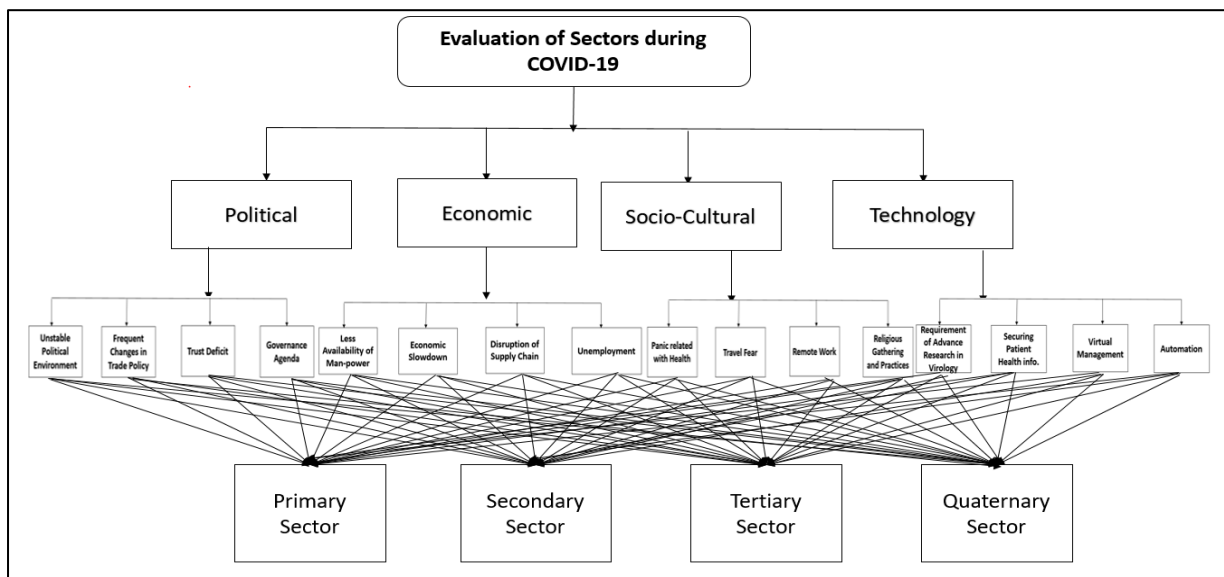 Evaluation of Sectors during
COVID-19
Political
Economic
Socio-Cultural
Technology
Unstable
Political
Environment
Frequent
Changes in
Trade Policy
Trust Deficit
Governance
Agenda
Less
Availability of
Man-power
Economic
Slowdown
Disruption of
Supply Chain
Unemployment
Panic related
with Health
Travel Fear
Remote Work
Religious
Gathering
and Practices
Requirement
of Advance
Research in
Virology
Securing
Patient
Health info.
Virtual
Management
Automation
Primary
Sector
Secondary
Sector
Tertiary
Sector
Quaternary
Sector